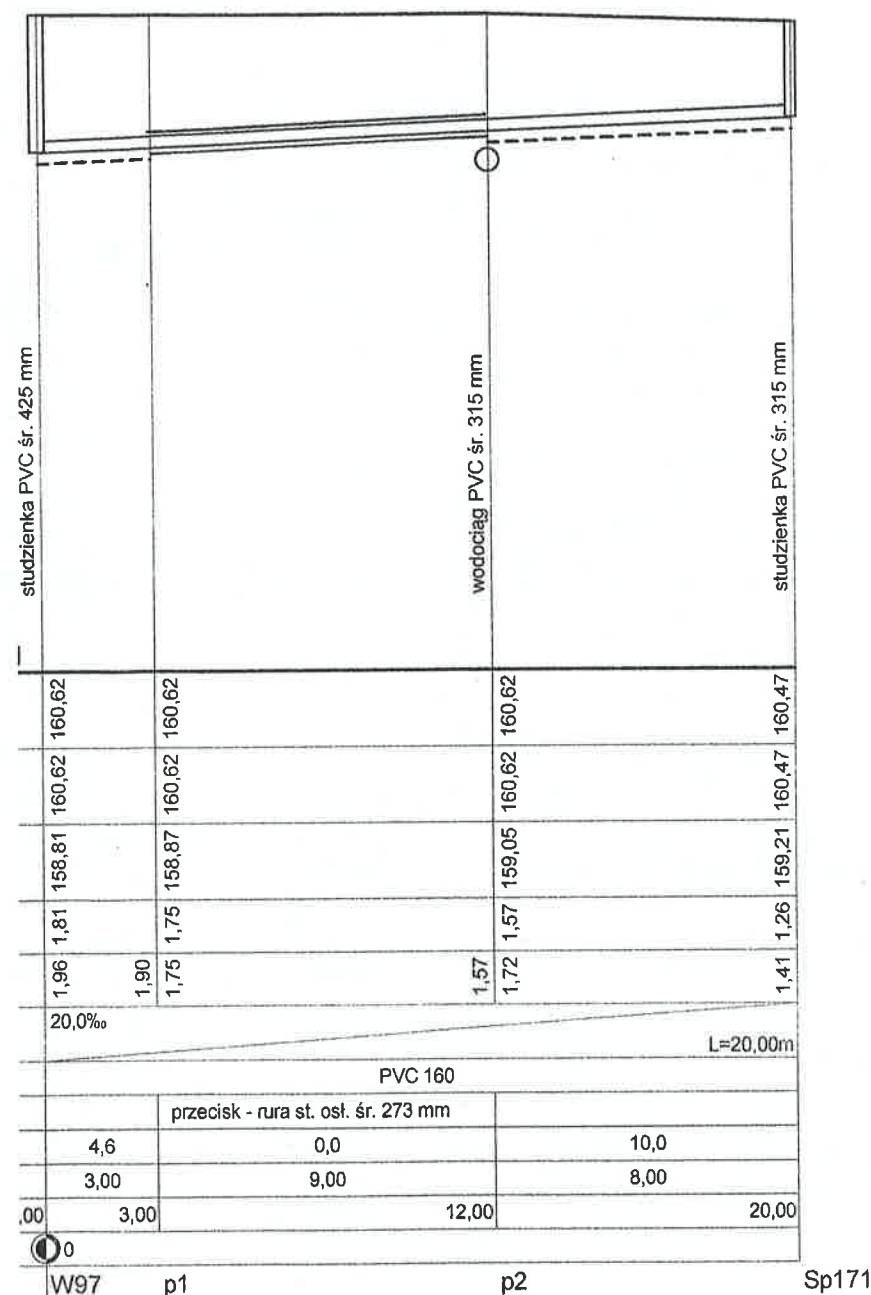 studzienka PVC śr. 425 mm
wodociąg PVC śr. 315 mm
studzienka PVC śr. 315 mm
160,62 160,62 160,62 160,47
160,62 160,62 160,62 160,47
158,81 158,87 159,05 159,21
1,81 1,75 1,57 1,26
1,96 1,90 1,75 1,57 1,72 1,41
20,0‰
L=20,00m
PVC 160
przecisk - rura st. osł. śr. 273 mm
4,6 0,0 10,0
3,00 9,00 8,00
,00 3,00 12,00 20,00
0
W97 p1 p2 Sp171